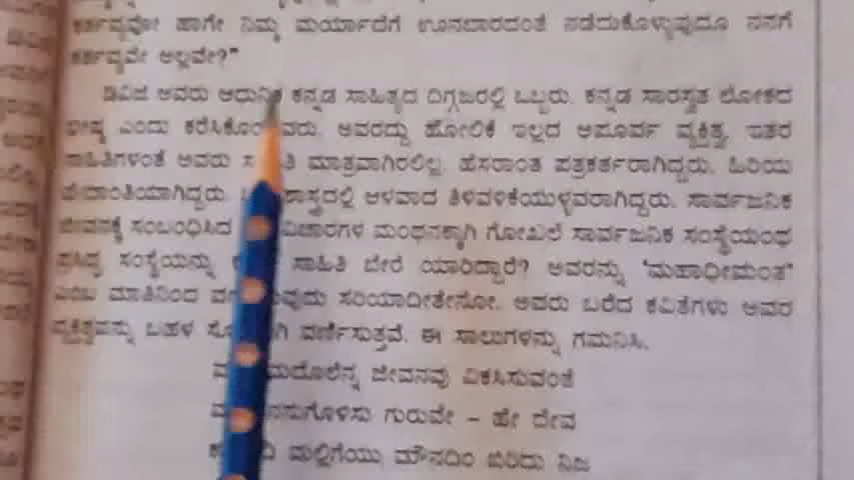 ಕರ್ತವ್ಯವೋ ಹಾಗೇ ನಿಮ್ಮ ಮರ್ಯಾದೆಗೆ ಊನಬಾರದಂತೆ ನಡೆದುಕೊಳ್ಳುವುದೂ ನನಗೆ
ಕರ್ತವ್ಯವೇ ಅಲ್ಲವೇ?"
ಡಿವಿಜಿ ಅವರು ಆಧುನಿಕ ಕನ್ನಡ ಸಾಹಿತ್ಯದ ದಿಗ್ಗಜರಲ್ಲಿ ಒಬ್ಬರು. ಕನ್ನಡ ಸಾರಸ್ವತ ಲೋಕದ
ಭೀಷ್ಮ ಎಂದು ಅವರದ್ದು ಹೋಲಿಕೆ ಇಲ್ಲದ ಅಪೂರ್ವ ವ್ಯಕ್ತಿತ್ವ. ಇತರ
ಸಾಹಿತಿಗಳಂತೆ ಅವರು ಮಾತ್ರವಾಗಿರಲಿಲ್ಲ. ಹೆಸರಾಂತ ಪತ್ರಕರ್ತರಾಗಿದ್ದರು. ಹಿರಿಯ
ವೇದಾಂತಿಯಾಗಿದ್ದರು. ಆಳವಾದ ತಿಳಿವಳಿಕೆಯುಳ್ಳವರಾಗಿದ್ದರು. ಸಾರ್ವಜನಿಕ
ಜೀವನಕ್ಕೆ ಸಂಬಂಧಿಸಿದ ವಿಚಾರಗಳ ಮಂಥನಕ್ಕಾಗಿ ಗೋಖಲೆ ಸಾರ್ವಜನಿಕ ಸಂಸ್ಥೆಯಂಥ
ಪ್ರಸಿದ್ಧ ಸಂಸ್ಥೆಯನ್ನು ಸಾಹಿತಿ ಬೇರೆ ಯಾರಿದ್ದಾರೆ? ಅವರನ್ನು 'ಮಹಾಧೀಮಂತ'
ಎಂಬ ಮಾತಿನಿಂದ ಸರಿಯಾದೀತೇನೋ. ಅವರು ಬರೆದ ಕವಿತೆಗಳು ಅವರ
ವ್ಯಕ್ತಿತ್ವವನ್ನು ಬಹಳ ವರ್ಣಿಸುತ್ತವೆ. ಈ ಸಾಲುಗಳನ್ನು ಗಮನಿಸಿ.
ಜೀವನವು ವಿಕಸಿಸುವಂತೆ
ಗುರುವೇ – ಹೇ ದೇವ
ಮಲ್ಲಿಗೆಯು ಮೌನದಿಂ ಬಿರಿದು ನಿಜ